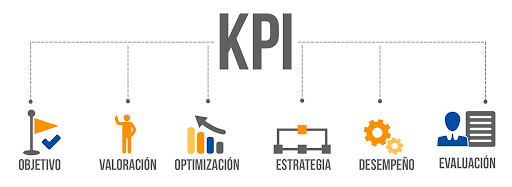 KPI
OBJETIVO
VALORACIÓN
OPTIMIZACIÓN
ESTRATEGIA
DESEMPEÑO
EVALUACIÓN